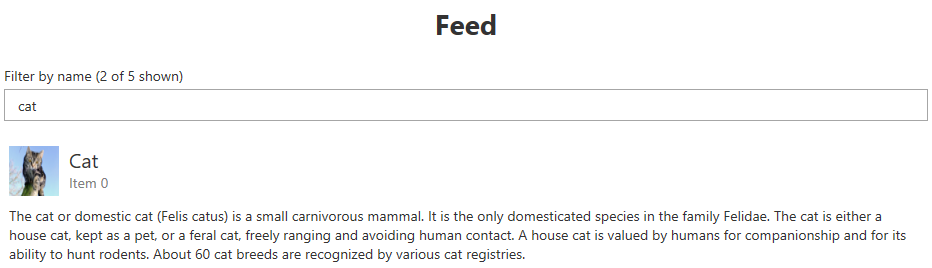 Feed
Filter by name (2 of 5 shown)
cat
Cat
Item 0
The cat or domestic cat (Felis catus) is a small carnivorous mammal. It is the only domesticated species in the family Felidae. The cat is either a
house cat, kept as a pet, or a feral cat, freely ranging and avoiding human contact. A house cat is valued by humans for companionship and for its
ability to hunt rodents. About 60 cat breeds are recognized by various cat registries.